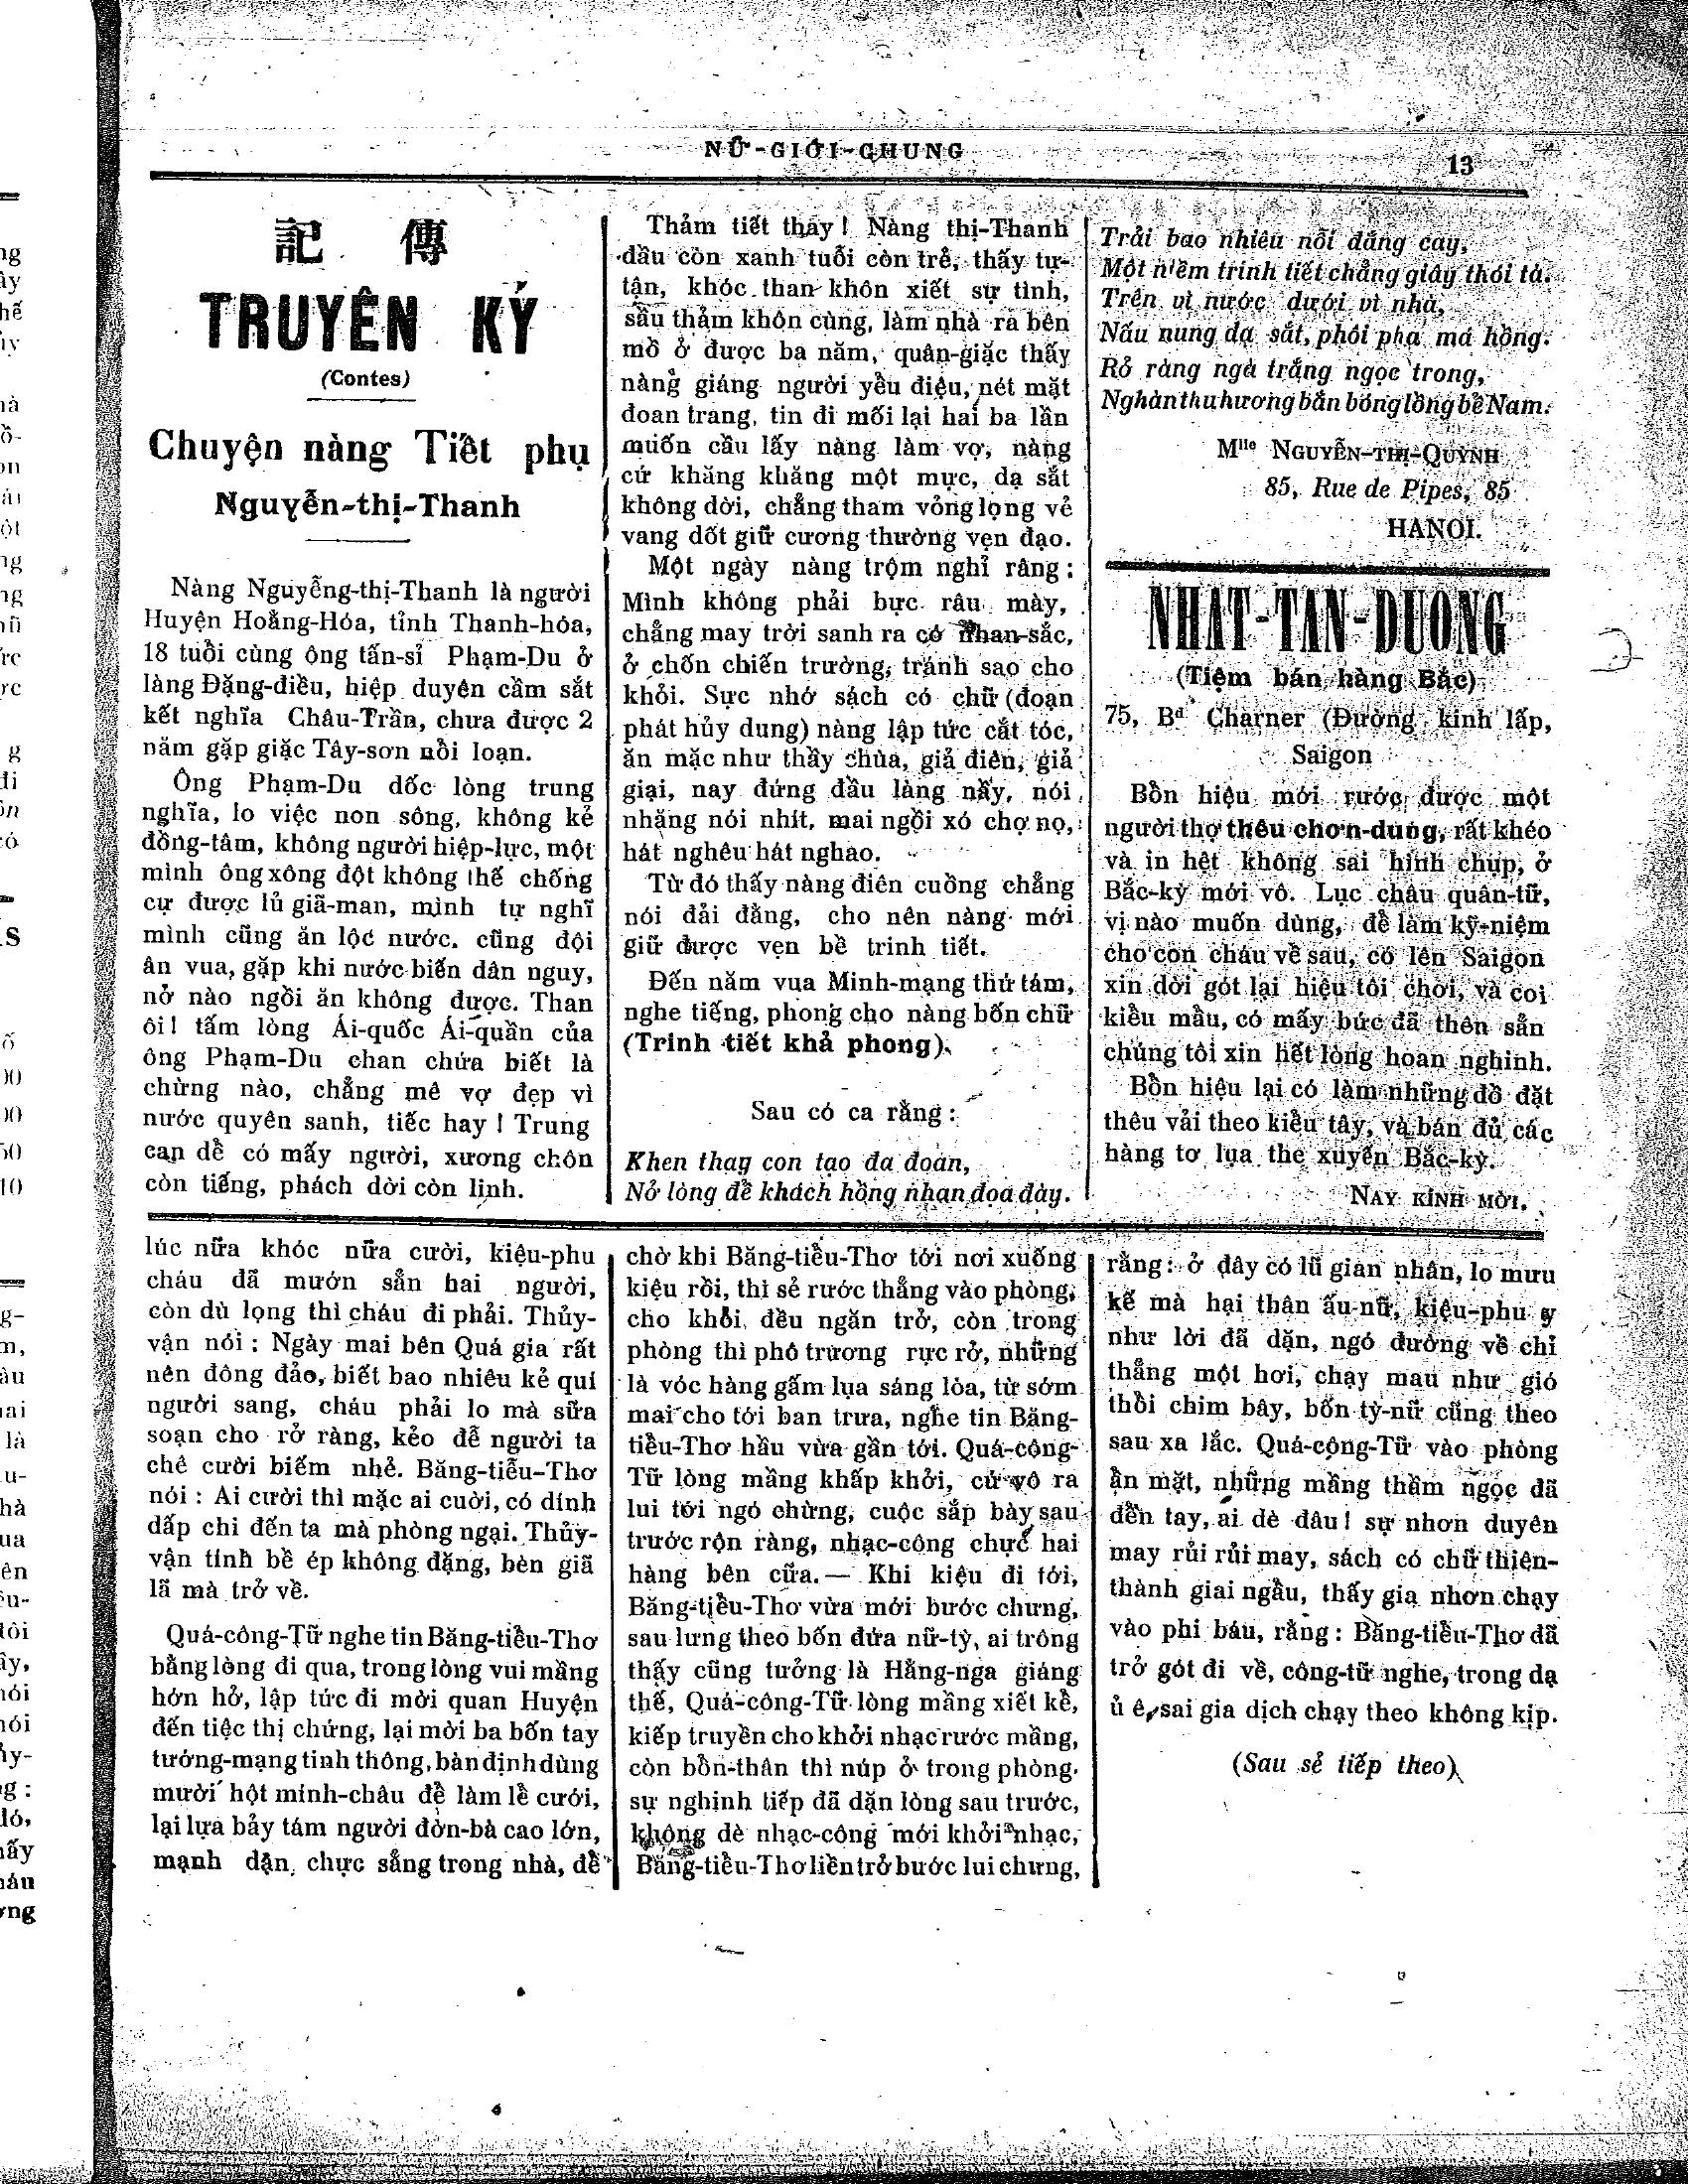 NỮ-GIỚI-CHUNG
13
記 傳
TRUYÊN KÝ
(Contes)
Chuyện nàng Tiết phụ
Nguyễn-thị-Thanh
Nàng Nguyễng-thị-Thanh là người
Huyện Hoằng-Hóa, tỉnh Thanh-hóa,
18 tuổi cùng ông tấn-sỉ Phạm-Du ở
làng Đặng-điều, hiệp duyên cầm sắt
kết nghĩa Châu-Trần, chưa được 2
năm gặp giặc Tây-sơn nổi loạn.
Ông Phạm-Du dốc lòng trung
nghĩa, lo việc non sông, không kẻ
đồng-tâm, không người hiệp-lực, một
mình ông xông đột không thể chống
cự được lủ giã-man, mình tự nghĩ
mình cũng ăn lộc nước. cũng đội
ân vua, gặp khi nước biến dân nguy,
nở nào ngồi ăn không được. Than
ôi! tấm lòng Ái-quốc Ái-quần của
ông Phạm-Du chan chứa biết là
chừng nào, chẳng mê vợ đẹp vì
nước quyên sanh, tiếc hay! Trung
can dể có mấy người, xương chôn
còn tiếng, phách dời còn linh.
Thảm tiết thay! Nàng thị-Thanh
đầu còn xanh tuổi còn trẻ, thấy tự-
tận, khóc than khôn xiết sự tình,
sầu thảm khôn cùng, làm nhà ra bên
mồ ở được ba năm, quân-giặc thấy
nàng giáng người yểu điệu, nét mặt
đoan trang, tin đi mối lại hai ba lần
muốn cầu lấy nàng làm vợ, nàng
cứ khăng khăng một mực, dạ sắt
không dời, chẳng tham vỏng lọng vẻ
vang dốt giữ cương thường vẹn đạo.
Một ngày nàng trộm nghỉ râng:
Mình không phải bực râu mày,
chẳng may trời sanh ra có nhan-sắc,
ở chốn chiến trường, tránh sao cho
khỏi. Sực nhớ sách có chữ (đoạn
phát hủy dung) nàng lập tức cắt tóc,
ăn mặc như thầy chùa, giả điên, giả
giại, nay đứng đầu làng nẩy, nói
nhặng nói nhít, mai ngồi xó chợ nọ,
hát nghêu hát nghao.
Từ đó thấy nàng điên cuồng chẳng
nói đải đẳng, cho nên nàng mới
giữ được vẹn bề trinh tiết.
Đến năm vua Minh-mạng thứ tám,
nghe tiếng, phong cho nàng bốn chữ
(Trinh tiết khả phong).
Sau có ca rằng:
Khen thay con tạo đa đoan,
Nở lòng để khách hồng nhan đọa đày.
Trải bao nhiêu nỗi đắng cay,
Một niềm trinh tiết chẳng giây thói tà.
Trên vì nước dưới vì nhà,
Nấu nung dạ sắt, phôi pha má hồng.
Rỏ ràng ngà trắng ngọc trong,
Nghàn thu hương bắn bóng lồng bể Nam.
Mlle NGUYỄN-THỊ-QUỲNH
85, Rue de Pipes, 85
HANOI.
NHAT-TAN-DUONG
(Tiệm bán hàng Bắc)
75, Bd Charner (Đường kinh lấp,
Saigon
Bổn hiệu mới rước được một
người thợ thêu chơn-dung, rất khéo
và in hệt không sai hình chụp, ở
Bắc-kỳ mới vô. Lục châu quân-tữ,
vị nào muốn dùng, để làm kỹ-niệm
cho con cháu về sau, có lên Saigon
xin dời gót lại hiệu tôi chơi, và coi
kiểu mẫu, có mấy bức đã thêu sẵn
chúng tôi xin hết lòng hoan nghinh.
Bổn hiệu lại có làm những đồ đặt
thêu vải theo kiểu tây, và bán đủ các
hàng tơ lụa the xuyến Bắc-kỳ.
NAY KÍNH MỜI.
lúc nữa khóc nữa cười, kiệu-phu
cháu đã mướn sẵn hai người,
còn dù lọng thì cháu đi phải. Thủy-
vận nói: Ngày mai bên Quá gia rất
nên đông đảo, biết bao nhiêu kẻ quí
người sang, cháu phải lo mà sữa
soạn cho rở ràng, kẻo để người ta
chê cười biếm nhẻ. Băng-tiễu-Thơ
nói: Ai cười thì mặc ai cuời, có dính
dấp chi đến ta mà phòng ngại. Thủy-
vận tính bề ép không đặng, bèn giã
lã mà trở về.
Quá-công-Tữ nghe tin Băng-tiểu-Thơ
bằng lòng đi qua, trong lòng vui mầng
hớn hở, lập tức đi mời quan Huyện
đến tiệc thị chứng, lại mời ba bốn tay
tướng-mạng tinh thông, bàn định dùng
mười hột minh-châu để làm lể cưới,
lại lựa bảy tám người đờn-bà cao lớn,
mạnh dận, chực sẳng trong nhà, để
chờ khi Băng-tiểu-Thơ tới nơi xuống
kiệu rồi, thì sẻ rước thẳng vào phòng,
cho khỏi đều ngăn trở, còn trong
phòng thì phô trương rực rở, những
là vóc hàng gấm lụa sáng lòa, từ sớm
mai cho tới ban trưa, nghe tin Băng-
tiểu-Thơ hầu vừa gần tới. Quá-công-
Tữ lòng mầng khấp khởi, cứ vô ra
lui tới ngó chừng, cuộc sắp bày sau
trước rộn ràng, nhạc-công chực hai
hàng bên cữa.— Khi kiệu đi tới,
Băng-tiểu-Thơ vừa mới bước chưng,
sau lưng theo bốn đứa nữ-tỳ, ai trông
thấy cũng tưởng là Hằng-nga giáng
thế, Quá-công-Tữ lòng mầng xiết kể,
kiếp truyền cho khởi nhạc rước mầng,
còn bổn-thân thì núp ở trong phòng.
sự nghinh tiếp đã dặn lòng sau trước,
không dè nhạc-công mới khởi nhạc,
Băng-tiểu-Thơ liền trở bước lui chưng,
rằng: ở đây có lũ gian nhân, lo mưu
kế mà hại thân ấu-nữ, kiệu-phu y
như lời đã dặn, ngó đường về chỉ
thẳng một hơi, chạy mau như gió
thổi chim bây, bốn tỳ-nữ cũng theo
sau xa lắc. Quá-công-Tữ vào phòng
ẩn mặt, những mầng thầm ngọc đã
đến tay, ai dè đâu! sự nhơn duyên
may rủi rủi may, sách có chữ thiện-
thành giai ngẫu, thấy gia nhơn chạy
vào phi báu, rằng: Băng-tiểu-Thơ đã
trở gót đi về, công-tữ nghe, trong dạ
ủ ê, sai gia dịch chạy theo không kịp.
(Sau sẻ tiếp theo)